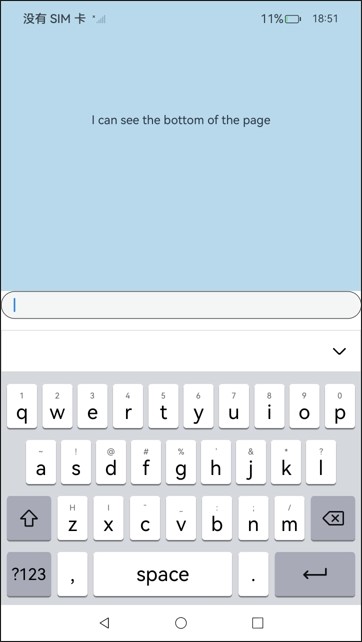 没有 SIM 卡 11% 18:51
I can see the bottom of the page
1 2 3 4 5 6 7 8 9 0
q w e r t y u i o p
~ ! @ # % ' & * ?
a s d f g h j k l
H I - - _ : ; /
z x c v b n m
?123 , space .